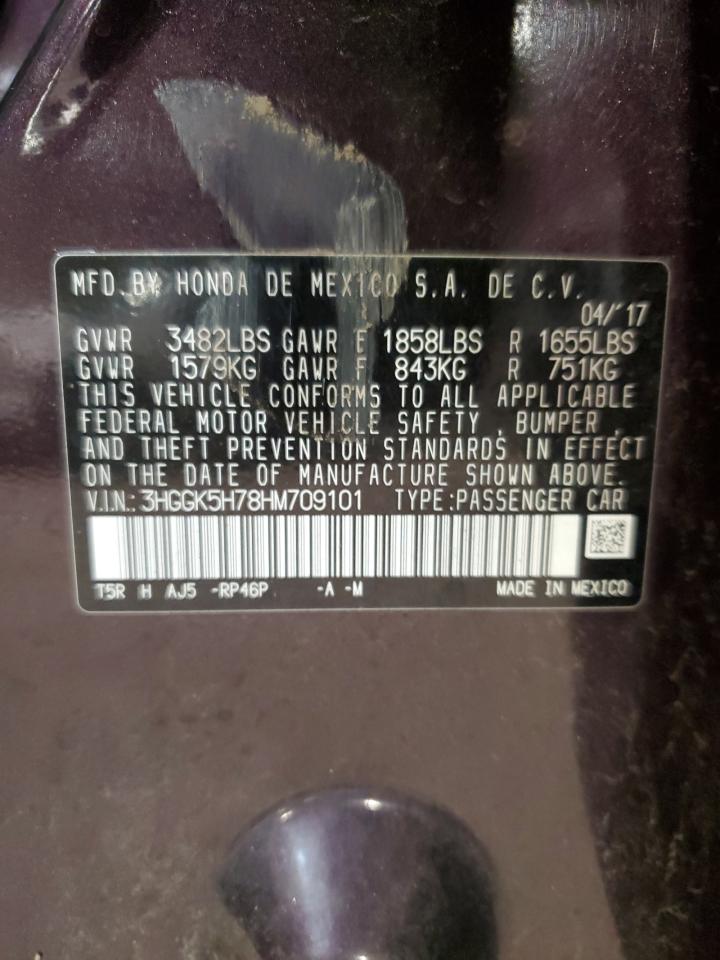 MFD. BY HONDA DE MEXICO S.A. DE C.V.
04/'17
GVWR 3482LBS GAWR F 1858LBS R 1655LBS
GVWR 1579KG GAWR F 843KG R 751KG
THIS VEHICLE CONFORMS TO ALL APPLICABLE
FEDERAL MOTOR VEHICLE SAFETY , BUMPER ,
AND THEFT PREVENTION STANDARDS IN EFFECT
ON THE DATE OF MANUFACTURE SHOWN ABOVE.
V.I.N.: 3HGGK5H78HM709101 TYPE:PASSENGER CAR
T5R H AJ5 -RP46P -A -M MADE IN MEXICO